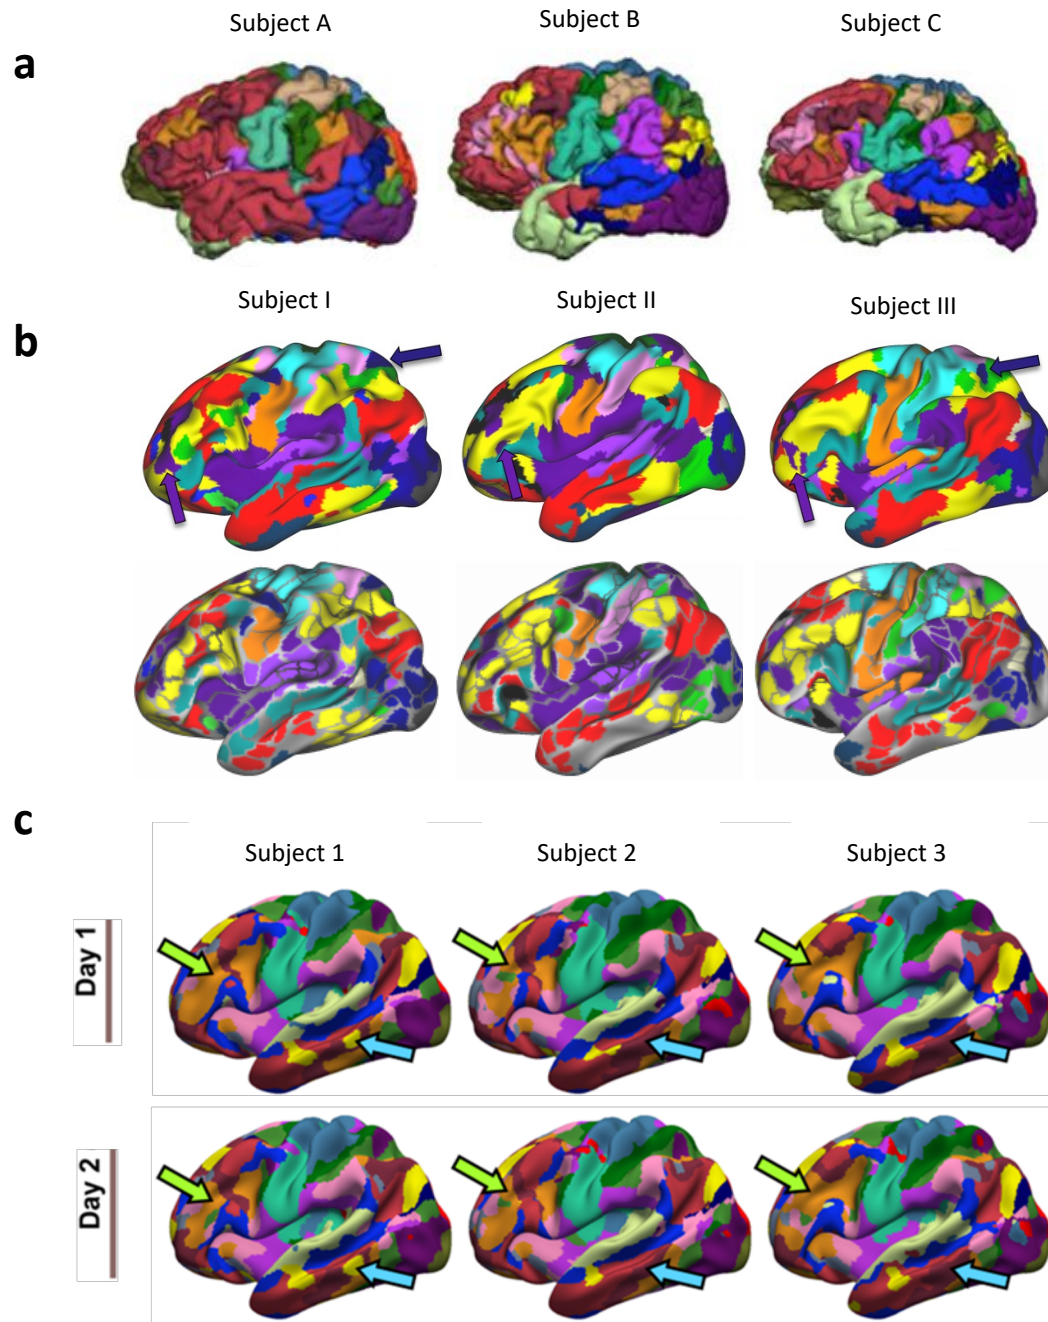 Subject A
Subject B
Subject C
a
Subject I
Subject II
Subject III
b
c
Subject 1
Subject 2
Subject 3
Day 1
Day 2